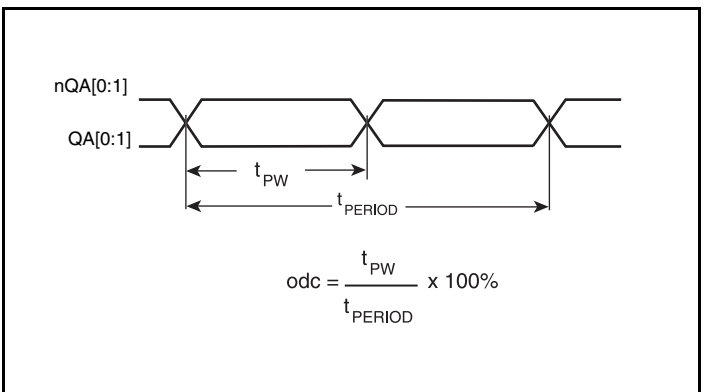 nQA[0:1]
QA[0:1]
tPW
tPERIOD
odc = tPW / tPERIOD x 100%